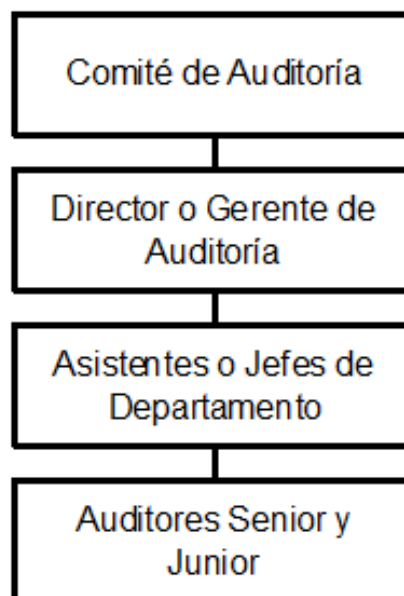 Comité de Auditoría
Director o Gerente de
Auditoría
Asistentes o Jefes de
Departamento
Auditores Senior y
Junior